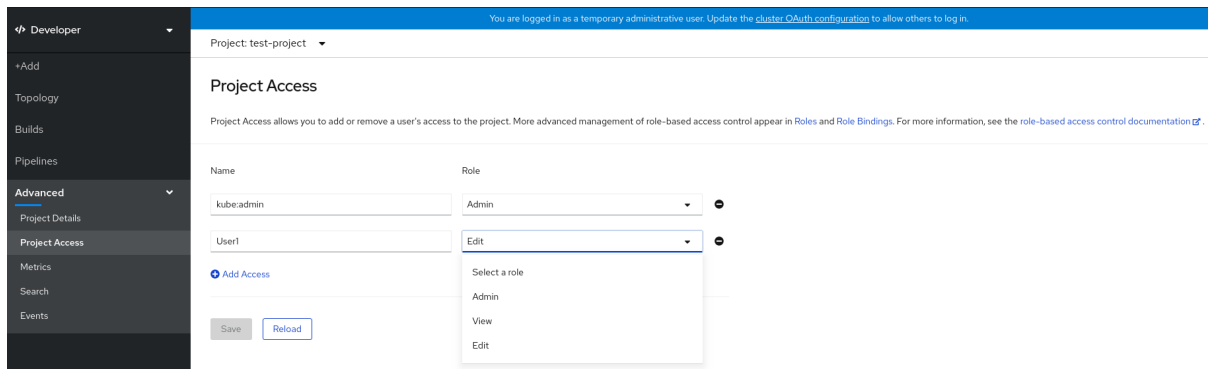 You are logged in as a temporary administrative user. Update the cluster OAuth configuration to allow others to log in.
</> Developer
Project: test-project
+Add
Topology
Builds
Pipelines
Advanced
Project Details
Project Access
Metrics
Search
Events
Project Access
Project Access allows you to add or remove a user's access to the project. More advanced management of role-based access control appear in Roles and Role Bindings. For more information, see the role-based access control documentation .
Name Role
kube:admin Admin
User1 Edit
Add Access
Select a role
Admin
View
Edit
Save Reload